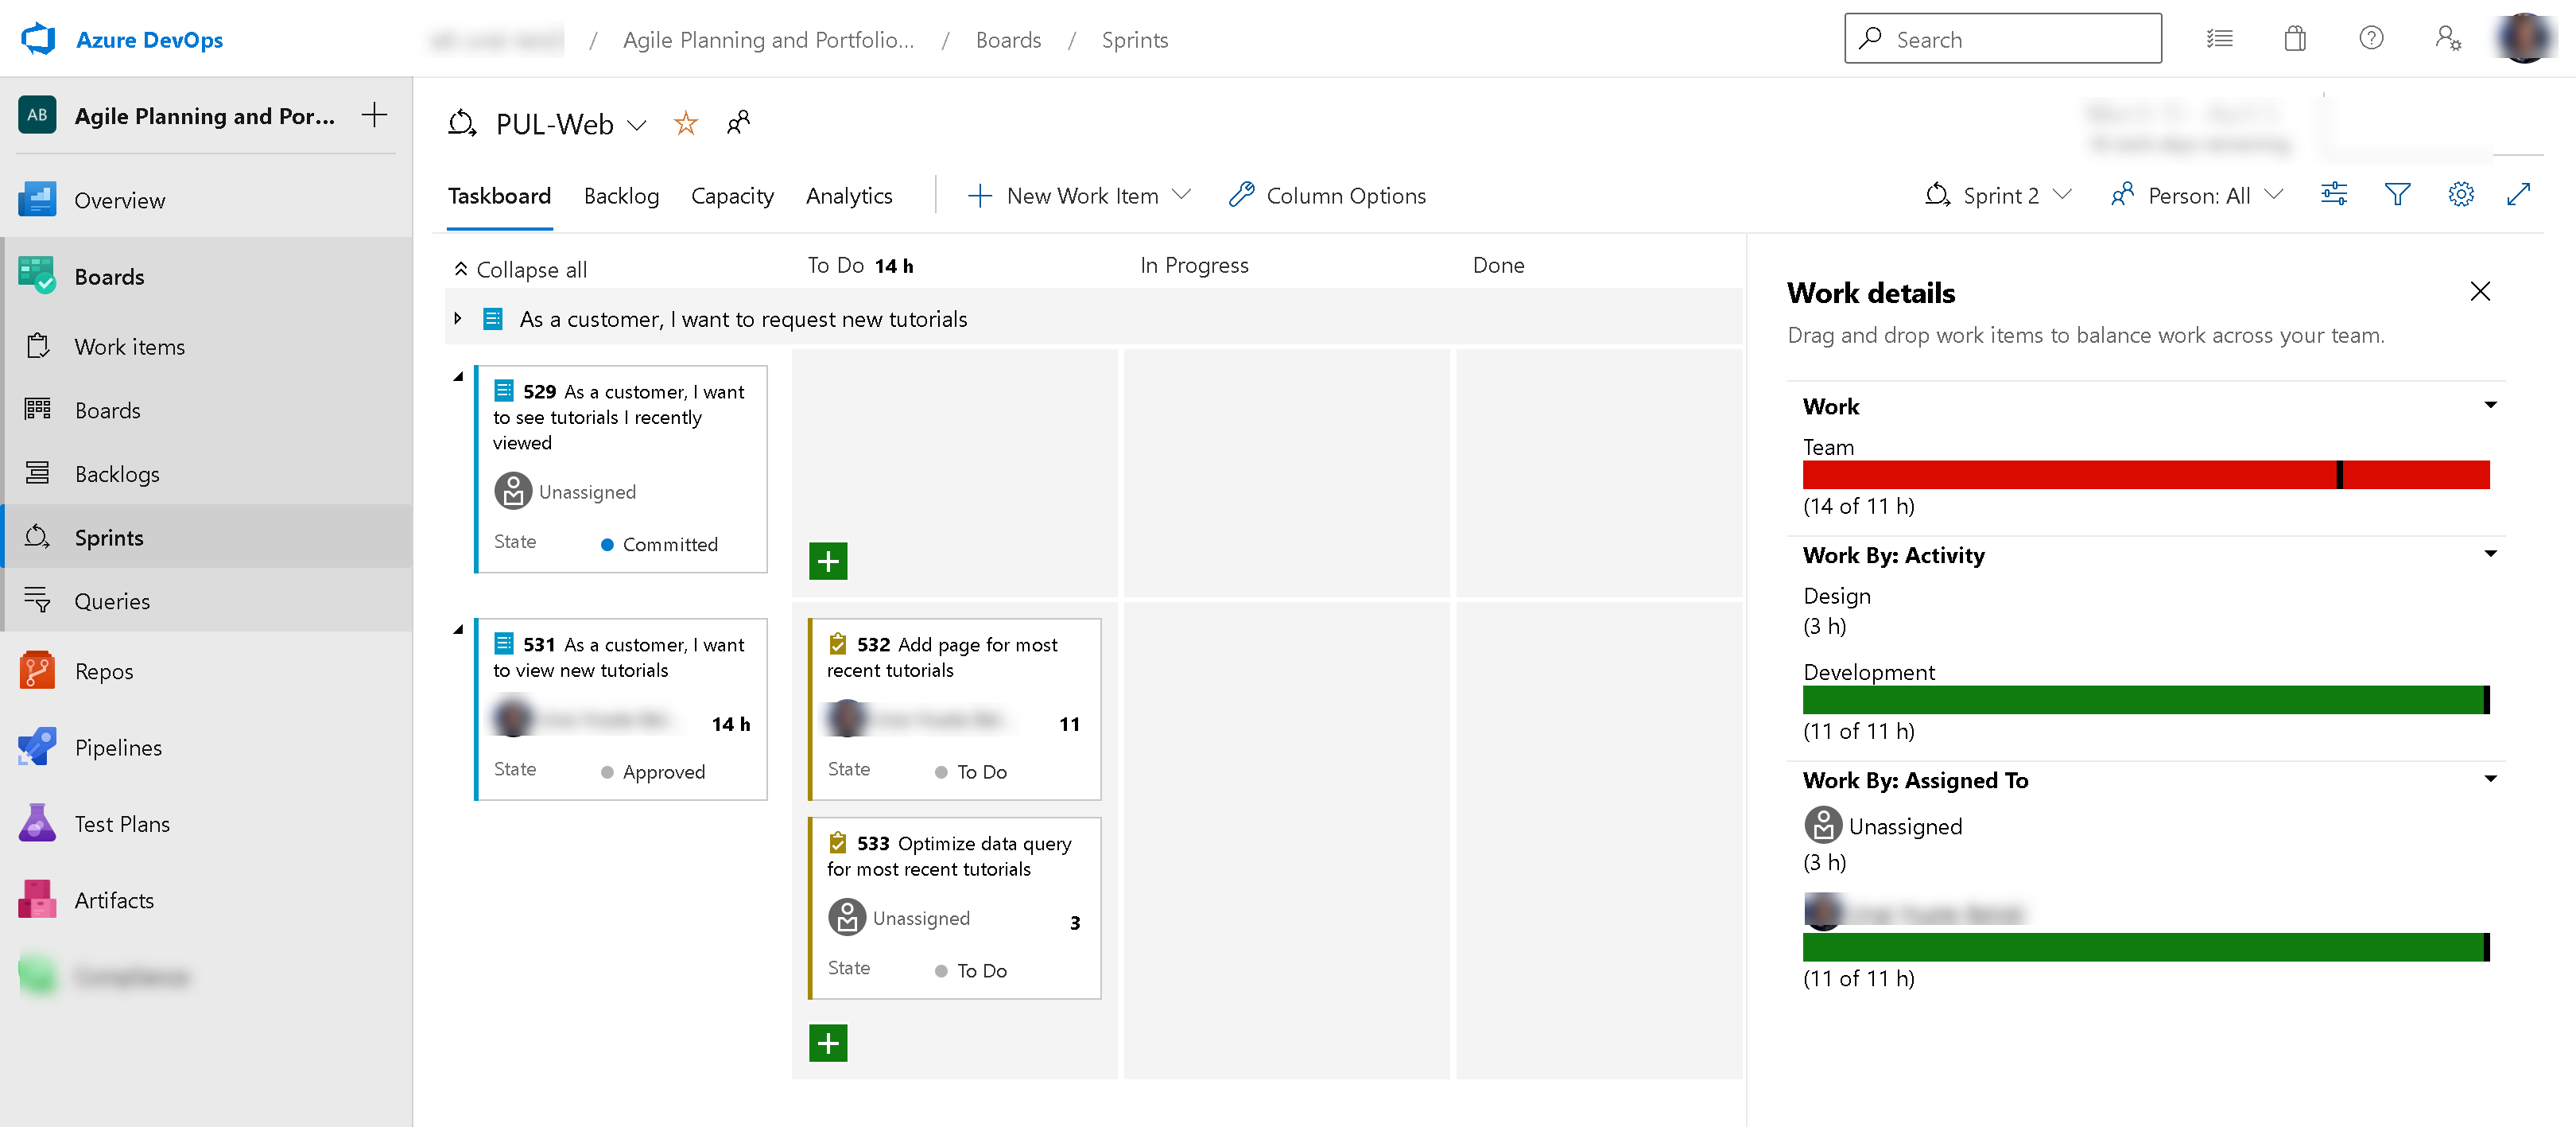 Azure DevOps
/ Agile Planning and Portfolio... / Boards / Sprints
Search
AB Agile Planning and Por...
Overview
Boards
Work items
Boards
Backlogs
Sprints
Queries
Repos
Pipelines
Test Plans
Artifacts
PUL-Web
Taskboard Backlog Capacity Analytics New Work Item Column Options
Sprint 2 Person: All
Collapse all To Do 14 h In Progress Done
As a customer, I want to request new tutorials
529 As a customer, I want
to see tutorials I recently
viewed
Unassigned
State Committed
531 As a customer, I want
to view new tutorials
14 h
State Approved
532 Add page for most
recent tutorials
11
State To Do
533 Optimize data query
for most recent tutorials
Unassigned 3
State To Do
Work details
Drag and drop work items to balance work across your team.
Work
Team
(14 of 11 h)
Work By: Activity
Design
(3 h)
Development
(11 of 11 h)
Work By: Assigned To
Unassigned
(3 h)
(11 of 11 h)